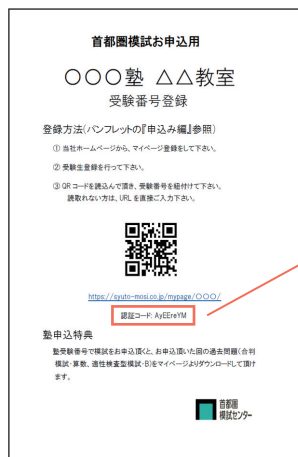 首都圏模試お申込用
〇〇〇塾 △△教室
受験番号登録
登録方法(パンフレットの『申込み編』参照)
① 当社ホームページから、マイページ登録をして下さい。
② 受験生登録を行って下さい。
③ QRコードを読込んで頂き、受験番号を紐付けて下さい。
読取れない方は、URLを直接ご入力下さい。
https://syuto-mosi.co.jp/mypage/〇〇〇/
認証コード: AyEEreYM
塾申込特典
塾受験番号で模試をお申込頂くと、お申込頂いた回の過去問題(合判
模試・算数、適性検査型模試・B)をマイページよりダウンロードして頂け
ます。
首都圏
模試センター